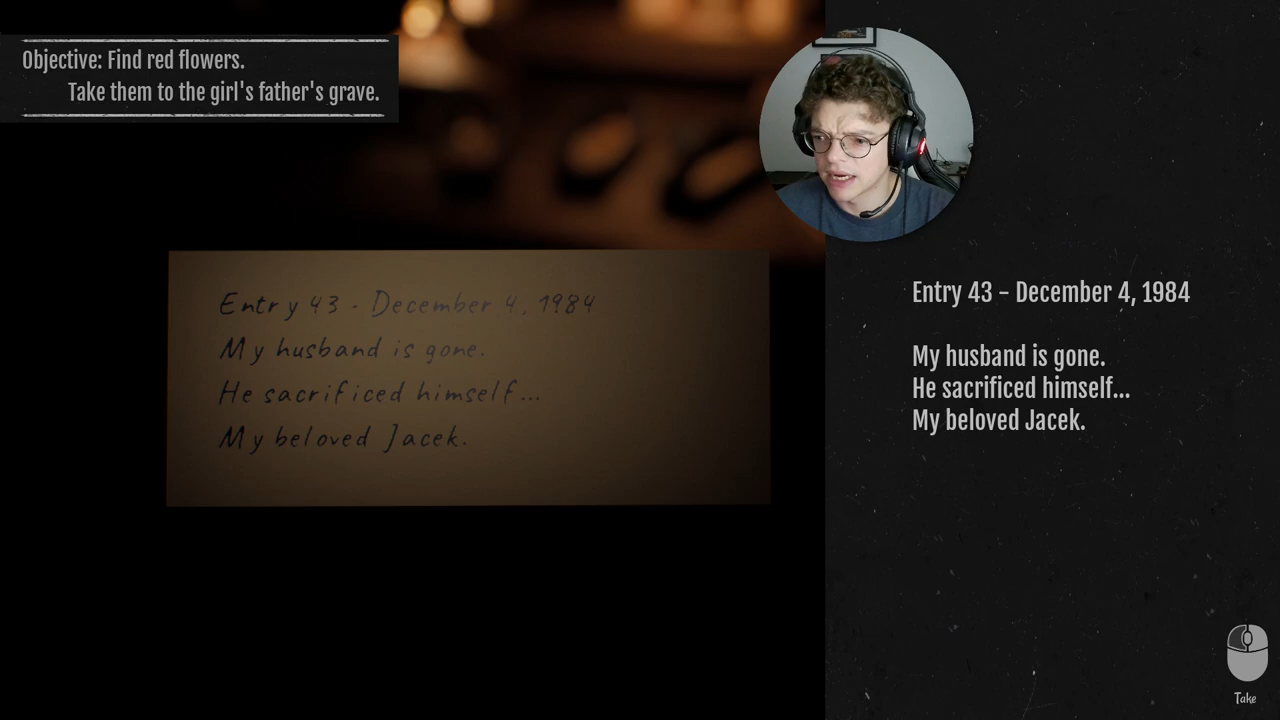 Objective: Find red flowers.
Take them to the girl's father's grave.
Entry 43 - December 4, 1984
My husband is gone.
He sacrificed himself...
My beloved Jacek.
Entry 43 - December 4, 1984
My husband is gone.
He sacrificed himself...
My beloved Jacek.
Take